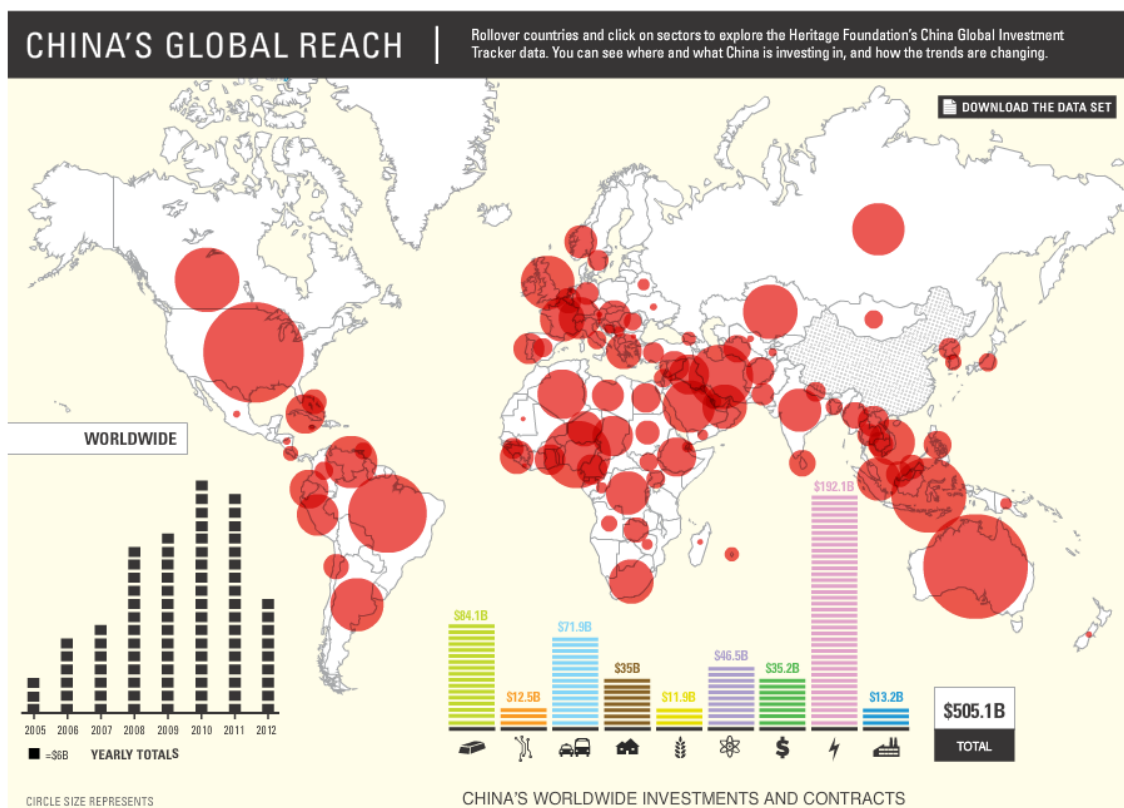 CHINA'S GLOBAL REACH
Rollover countries and click on sectors to explore the Heritage Foundation's China Global Investment
Tracker data. You can see where and what China is investing in, and how the trends are changing.
DOWNLOAD THE DATA SET
WORLDWIDE
2005 2006 2007 2008 2009 2010 2011 2012
=$6B YEARLY TOTALS
CIRCLE SIZE REPRESENTS
$84.1B
$12.5B
$71.9B
$35B
$11.9B
$46.5B
$35.2B
$192.1B
$13.2B
$
$505.1B
TOTAL
CHINA'S WORLDWIDE INVESTMENTS AND CONTRACTS